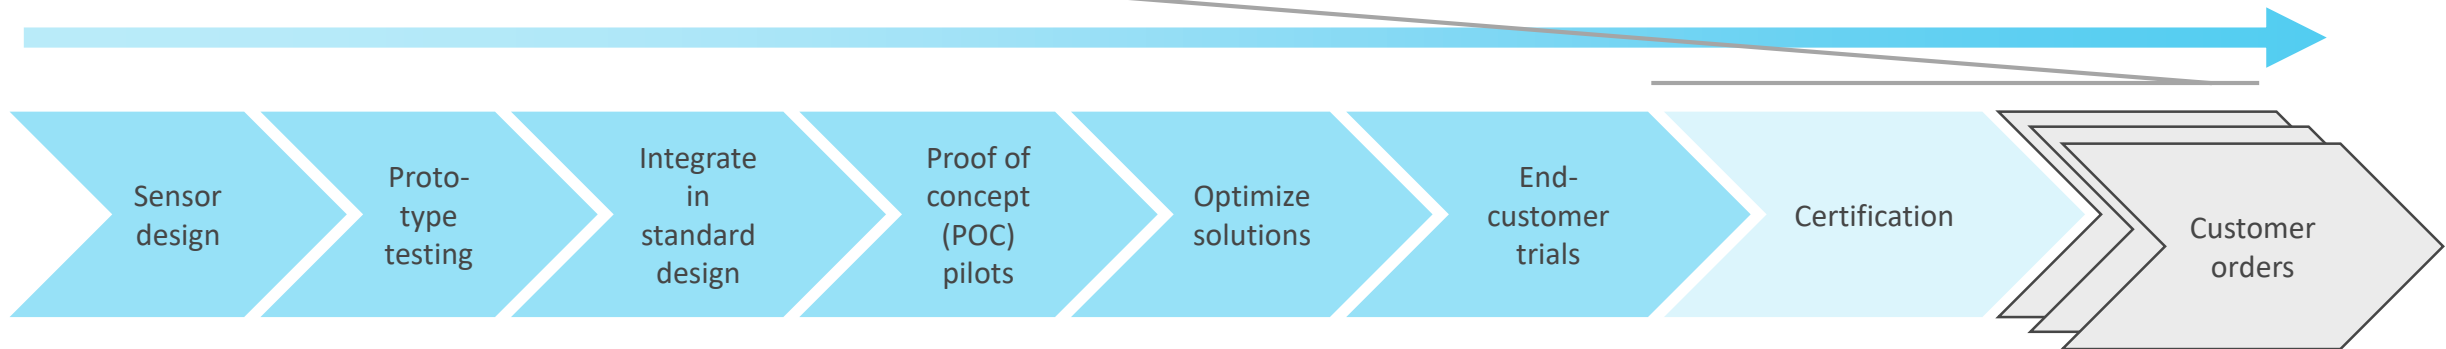 Sensor
design
Proto-
type
testing
Integrate
in
standard
design
Proof of
concept
(POC)
pilots
Optimize
solutions
End-
customer
trials
Certification
Customer
orders